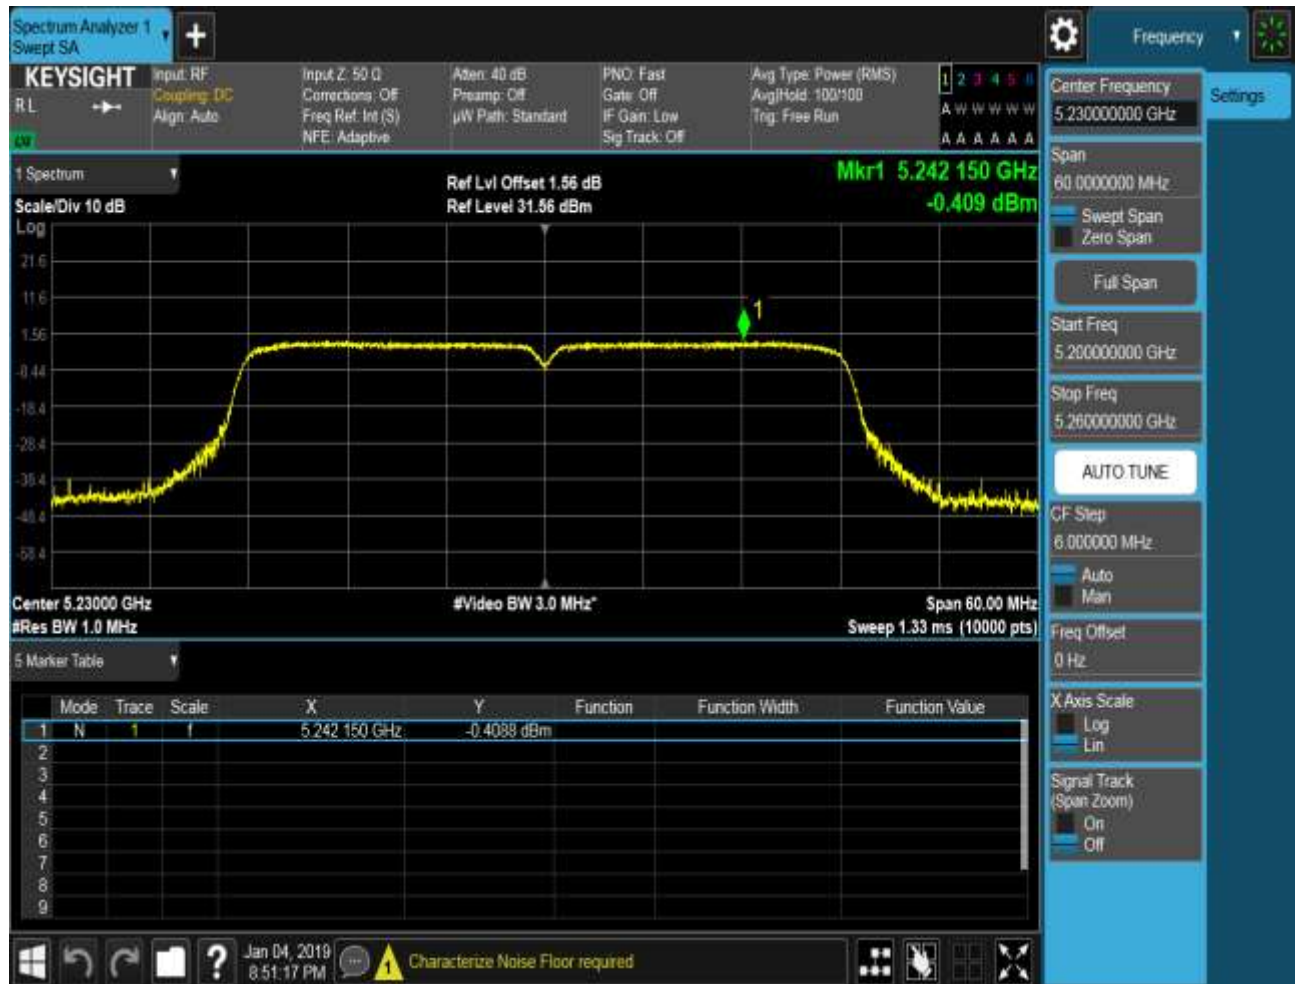 Spectrum Analyzer 1
Swept SA
+
Frequency
KEYSIGHT
R L
Input: RF
Coupling: DC
Align: Auto
Input Z: 50 Ω
Corrections: Off
Freq Ref: Int (S)
NFE: Adaptive
Atten: 40 dB
Preamp: Off
µW Path: Standard
PNO: Fast
Gate: Off
IF Gain: Low
Sig Track: Off
Avg Type: Power (RMS)
Avg|Hold: 100/100
Trig: Free Run
1 2 3 4 5 6
A W W W W W
A A A A A A
1 Spectrum
Scale/Div 10 dB
Ref Lvl Offset 1.56 dB
Ref Level 31.56 dBm
Mkr1 5.242 150 GHz
-0.409 dBm
Log
21.6
11.6
1.56
-8.44
-18.4
-28.4
-38.4
-48.4
-58.4
1
Center 5.23000 GHz
#Video BW 3.0 MHz*
Span 60.00 MHz
#Res BW 1.0 MHz
Sweep 1.33 ms (10000 pts)
5 Marker Table
Mode Trace Scale X Y Function Function Width Function Value
1 N 1 f 5.242 150 GHz -0.4088 dBm
2
3
4
5
6
7
8
9
Center Frequency
5.230000000 GHz
Settings
Span
60.0000000 MHz
Swept Span
Zero Span
Full Span
Start Freq
5.200000000 GHz
Stop Freq
5.260000000 GHz
AUTO TUNE
CF Step
6.000000 MHz
Auto
Man
Freq Offset
0 Hz
X Axis Scale
Log
Lin
Signal Track
(Span Zoom)
On
Off
?
Jan 04, 2019
8:51:17 PM
1
Characterize Noise Floor required